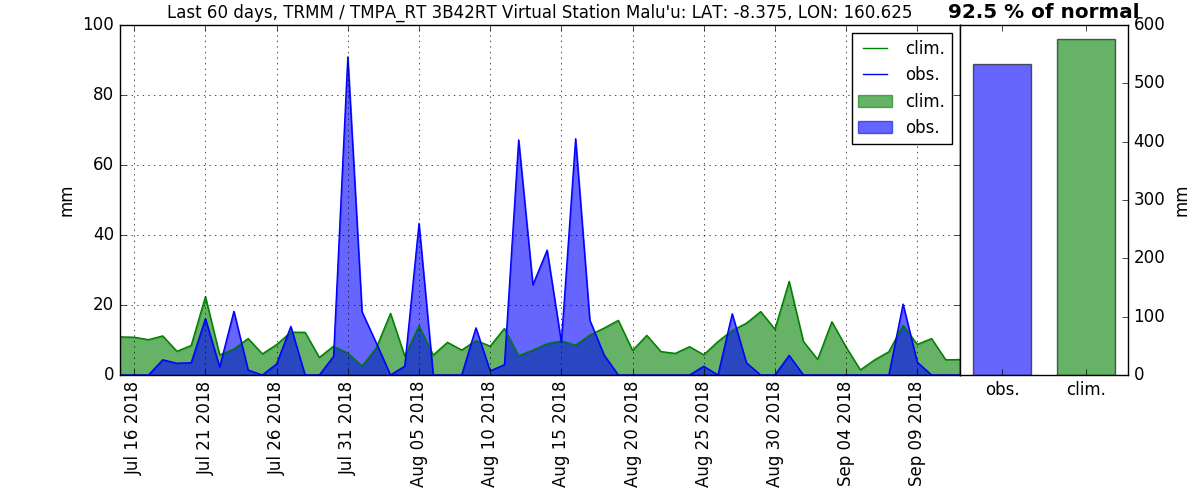 Last 60 days, TRMM / TMPA_RT 3B42RT Virtual Station Malu'u: LAT: -8.375, LON: 160.625
92.5 % of normal
100
80
60
40
20
0
mm
clim.
obs.
clim.
obs.
Jul 16 2018
Jul 21 2018
Jul 26 2018
Jul 31 2018
Aug 05 2018
Aug 10 2018
Aug 15 2018
Aug 20 2018
Aug 25 2018
Aug 30 2018
Sep 04 2018
Sep 09 2018
600
500
400
300
200
100
0
mm
obs.
clim.